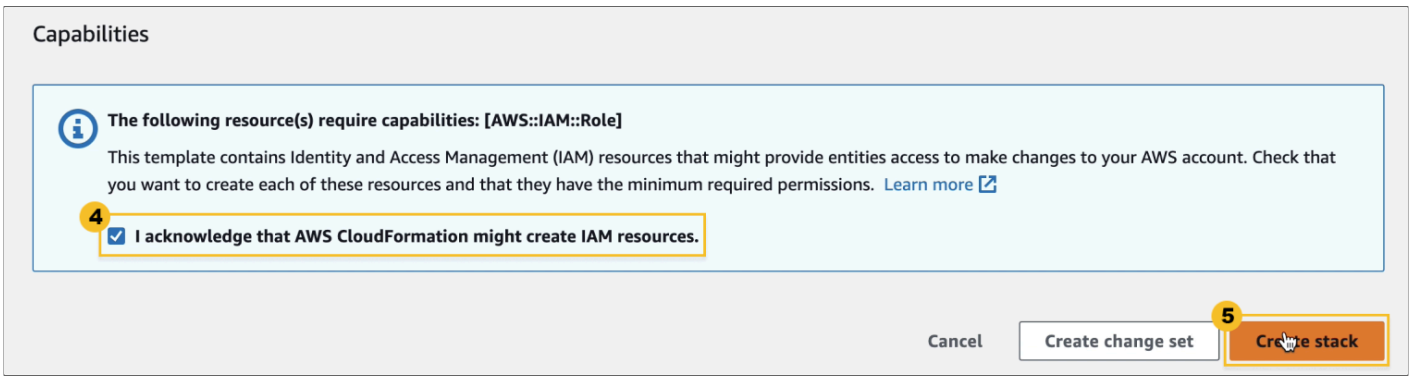 Capabilities
The following resource(s) require capabilities: [AWS::IAM::Role]
This template contains Identity and Access Management (IAM) resources that might provide entities access to make changes to your AWS account. Check that
you want to create each of these resources and that they have the minimum required permissions. Learn more
4
I acknowledge that AWS CloudFormation might create IAM resources.
5
Cancel Create change set Create stack